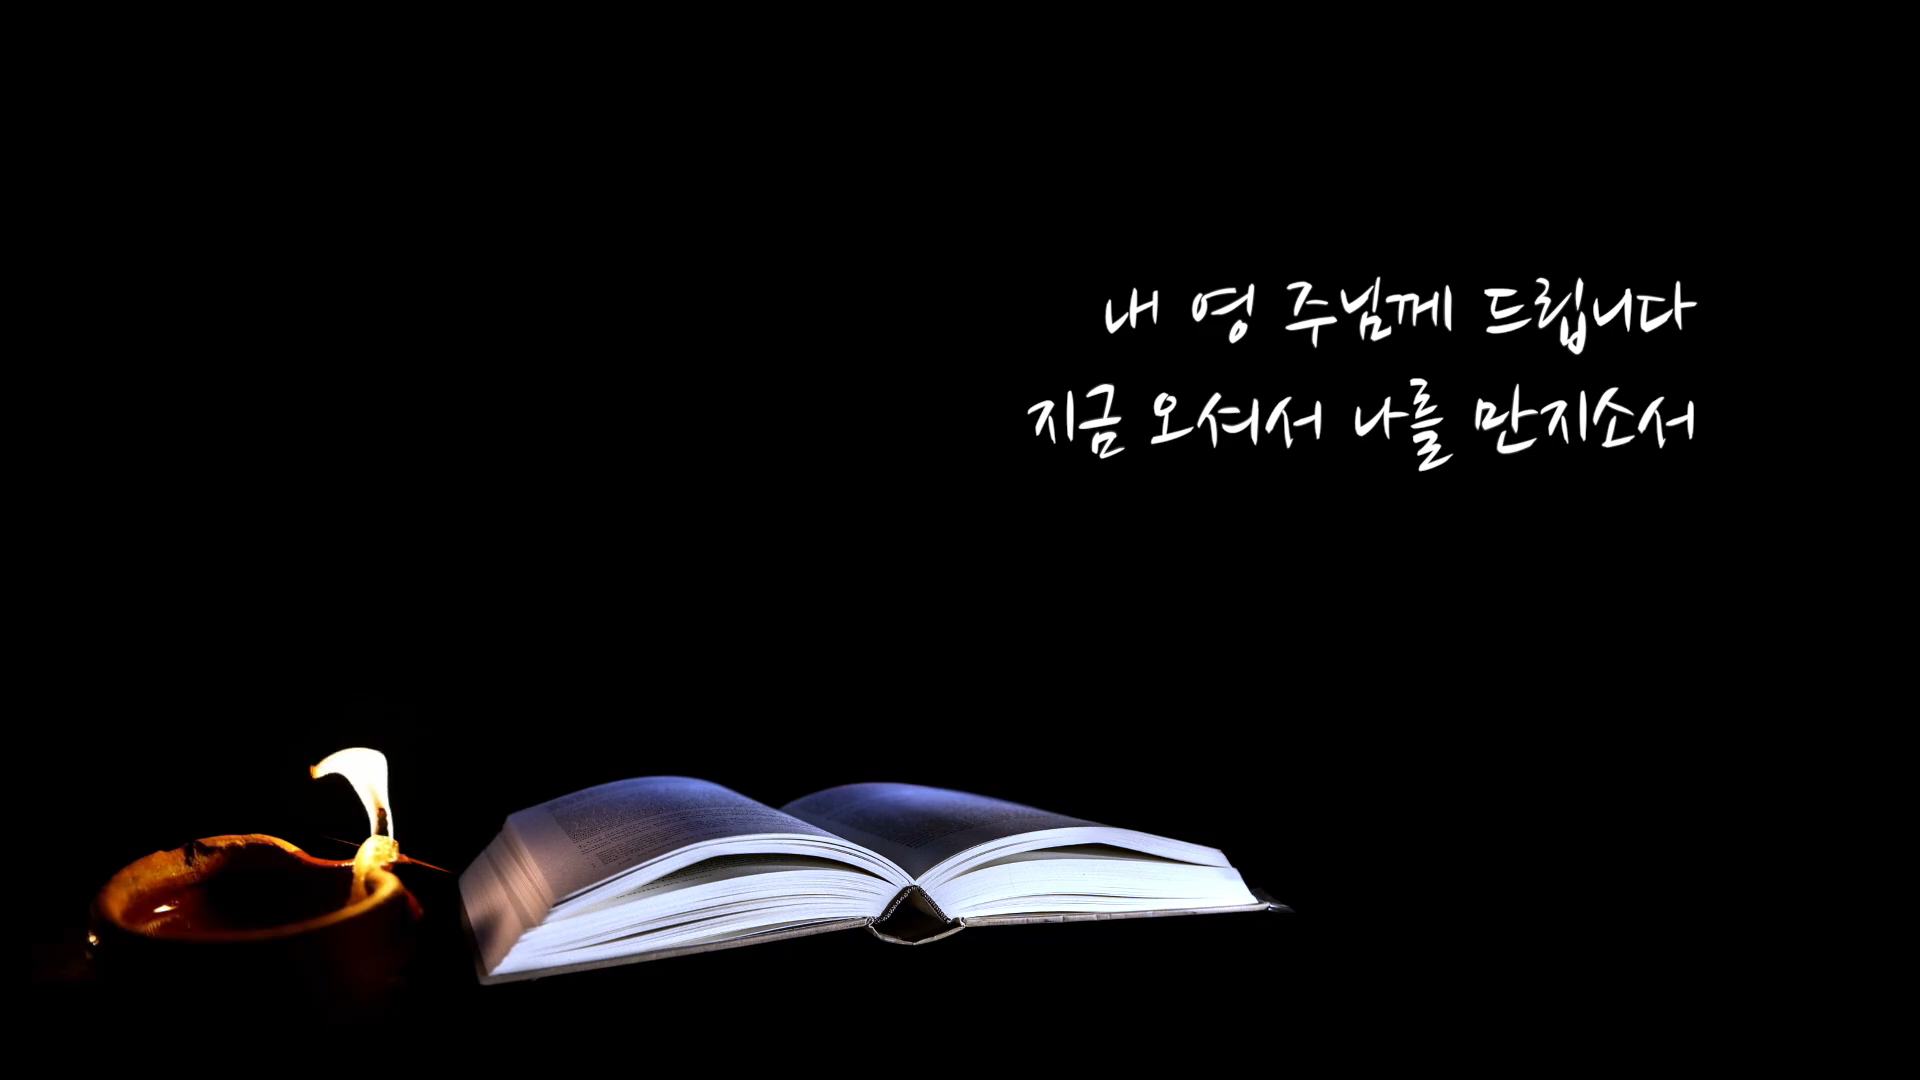 내 영 주님께 드립니다
지금 오셔서 나를 만지소서